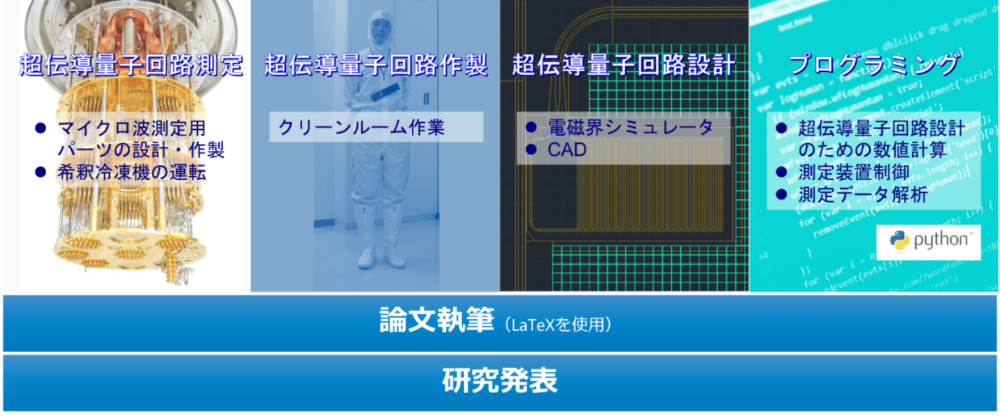 超伝導量子回路測定
● マイクロ波測定用
パーツの設計・作製
● 希釈冷凍機の運転
超伝導量子回路作製
クリーンルーム作業
超伝導量子回路設計
● 電磁界シミュレータ
● CAD
test.html
プログラミング
● 超伝導量子回路設計
のための数値計算
● 測定装置制御
● 測定データ解析
python™
論文執筆（LaTeXを使用）
研究発表